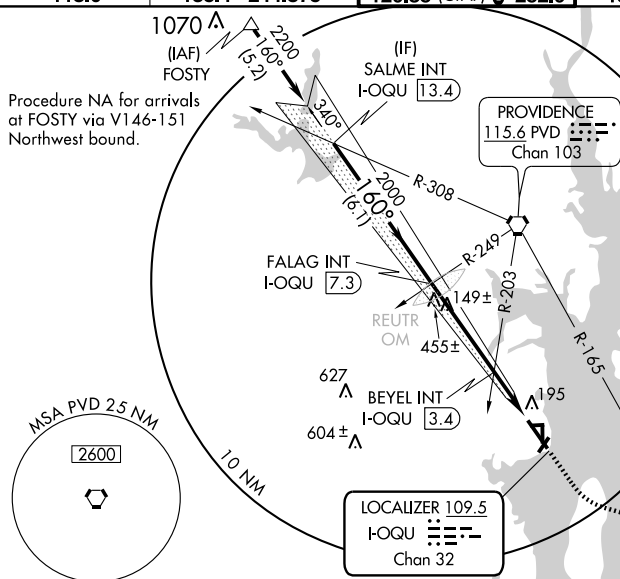 1070
(IAF)
FOSTY
2200
160°
(5.2)
(IF)
SALME INT
I-OQU 13.4
Procedure NA for arrivals
at FOSTY via V146-151
Northwest bound.
340°
PROVIDENCE
115.6 PVD
Chan 103
R-308
2000
160°
(6.1)
R-249
R-203
FALAG INT
I-OQU 7.3
149±
REUTR
OM
455±
R-165
627
BEYEL INT
I-OQU 3.4
195
604±
MSA PVD 25 NM
2600
10 NM
LOCALIZER 109.5
I-OQU
Chan 32